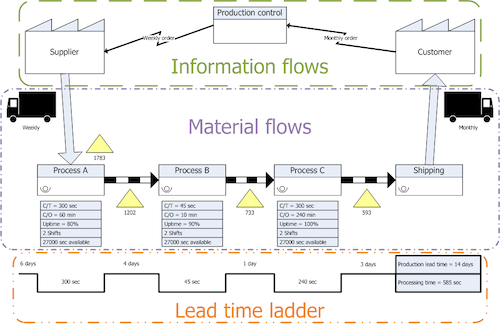 Production control
Supplier
Weekly order
Monthly order
Customer
Information flows
Weekly
Material flows
Monthly
1783
Process A
Process B
Process C
Shipping
1202
733
593
C/T = 300 sec
C/O = 60 min
Uptime = 80%
2 Shifts
27000 sec available
C/T = 45 sec
C/O = 10 min
Uptime = 90%
2 Shifts
27000 sec available
C/T = 300 sec
C/O = 240 min
Uptime = 100%
2 Shifts
27000 sec available
6 days
4 days
1 day
3 days
Production lead time = 14 days
300 sec
45 sec
240 sec
Processing time = 585 sec
Lead time ladder